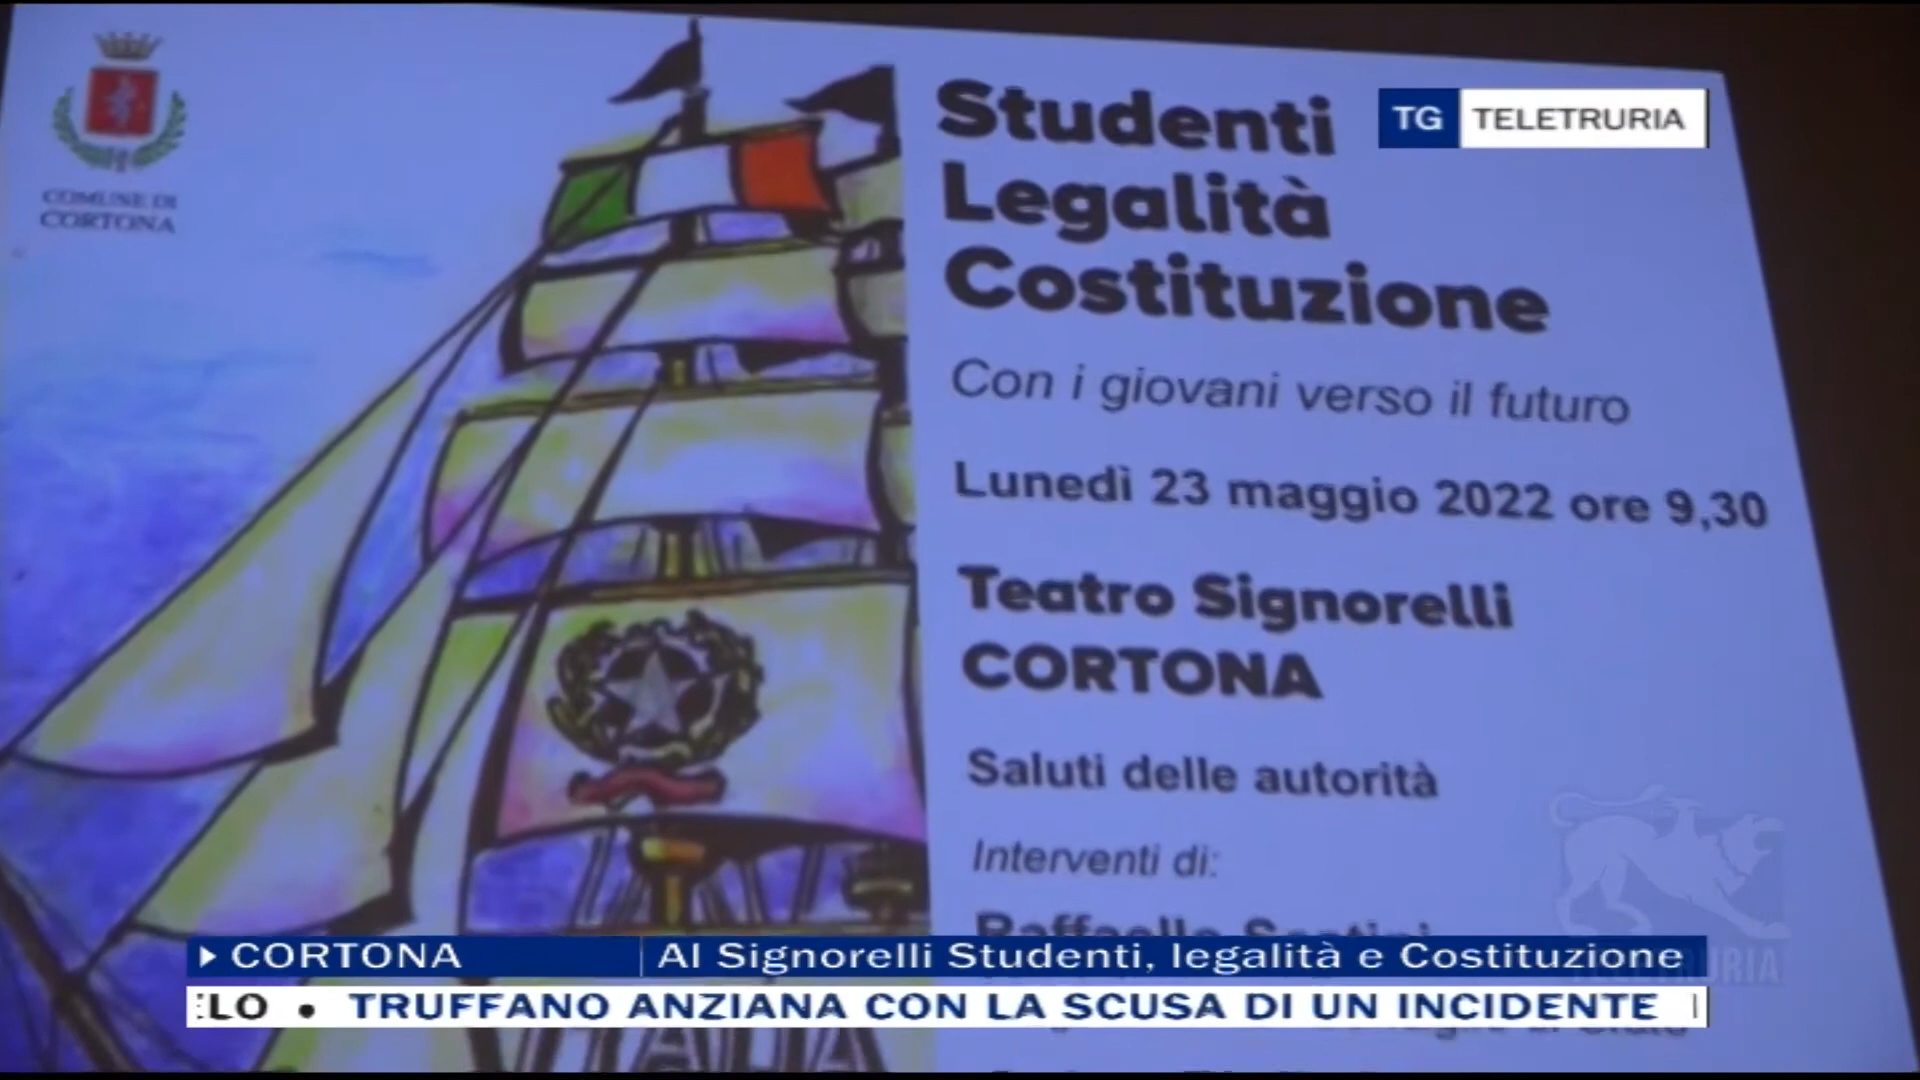 COMUNE DI
CORTONA
Studenti
Legalità
Costituzione
Con i giovani verso il futuro
Lunedì 23 maggio 2022 ore 9,30
Teatro Signorelli
CORTONA
Saluti delle autorità
Interventi di:
TG TELETRURIA
CORTONA
Al Signorelli Studenti, legalità e Costituzione
ELO • TRUFFANO ANZIANA CON LA SCUSA DI UN INCIDENTE